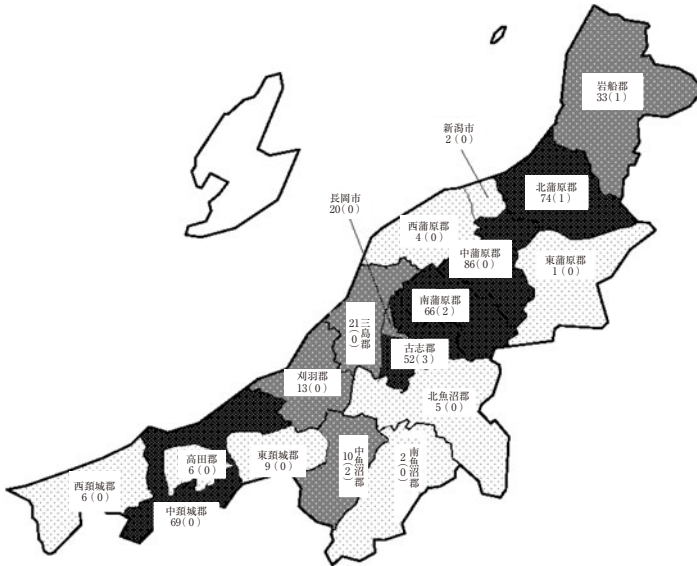 岩船郡
33(1)
新潟市
2(0)
北蒲原郡
74(1)
長岡市
20(0)
西蒲原郡
4(0)
中蒲原郡
86(0)
東蒲原郡
1(0)
南蒲原郡
66(2)
三島郡
21(0)
古志郡
52(3)
刈羽郡
13(0)
北魚沼郡
5(0)
中魚沼郡
10(2)
南魚沼郡
2(0)
高田郡
6(0)
東頚城郡
9(0)
西頚城郡
6(0)
中頚城郡
69(0)